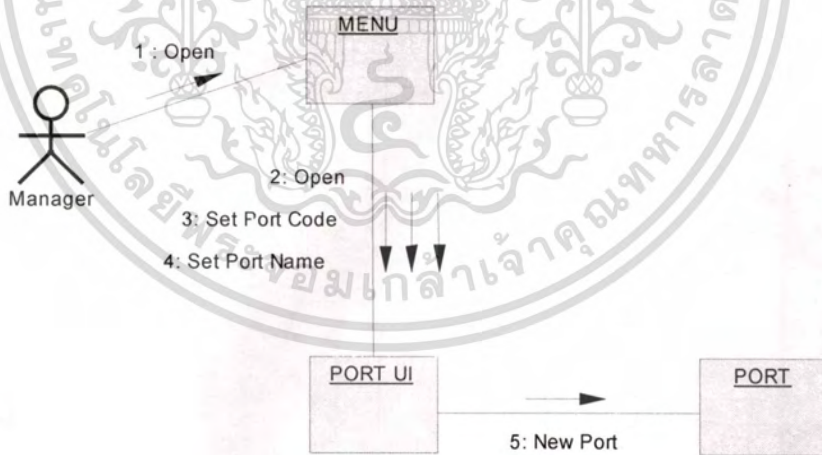 MENU
1 : Open
Manager
2: Open
3: Set Port Code
4: Set Port Name
PORT UI
PORT
5: New Port